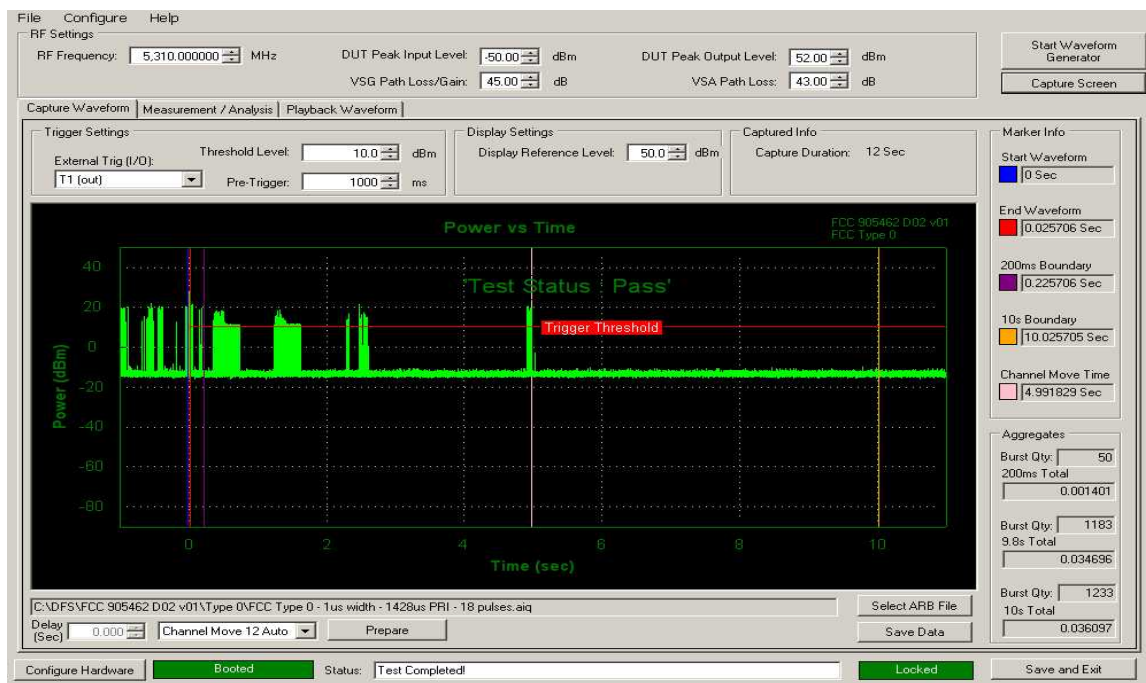 File Configure Help
RF Settings
RF Frequency: 5,310.000000 MHz
DUT Peak Input Level: -50.00 dBm
DUT Peak Output Level: 52.00 dBm
VSG Path Loss/Gain: 45.00 dB
VSA Path Loss: 43.00 dB
Start Waveform
Generator
Capture Screen
Capture Waveform Measurement / Analysis Playback Waveform
Trigger Settings
External Trig (I/O):
T1 (out)
Threshold Level: 10.0 dBm
Pre-Trigger: 1000 ms
Display Settings
Display Reference Level: 50.0 dBm
Captured Info
Capture Duration: 12 Sec
Marker Info
Start Waveform
0 Sec
End Waveform
0.025706 Sec
200ms Boundary
0.225706 Sec
10s Boundary
10.025705 Sec
Channel Move Time
4.991829 Sec
Power vs Time
FCC 905462 D02 v01
FCC Type 0
'Test Status : Pass'
Trigger Threshold
Power (dBm)
40
20
0
-20
-40
-60
-80
0 2 4 6 8 10
Time (sec)
Aggregates
Burst Qty: 50
200ms Total
0.001401
Burst Qty: 1183
9.8s Total
0.034696
Burst Qty: 1233
10s Total
0.036097
C:\DFS\FCC 905462 D02 v01\Type 0\FCC Type 0 - 1us width - 1428us PRI - 18 pulses.aiq
Select ARB File
Delay
(Sec) 0.000 Channel Move 12 Auto Prepare
Save Data
Configure Hardware Booted Status: Test Completed! Locked Save and Exit